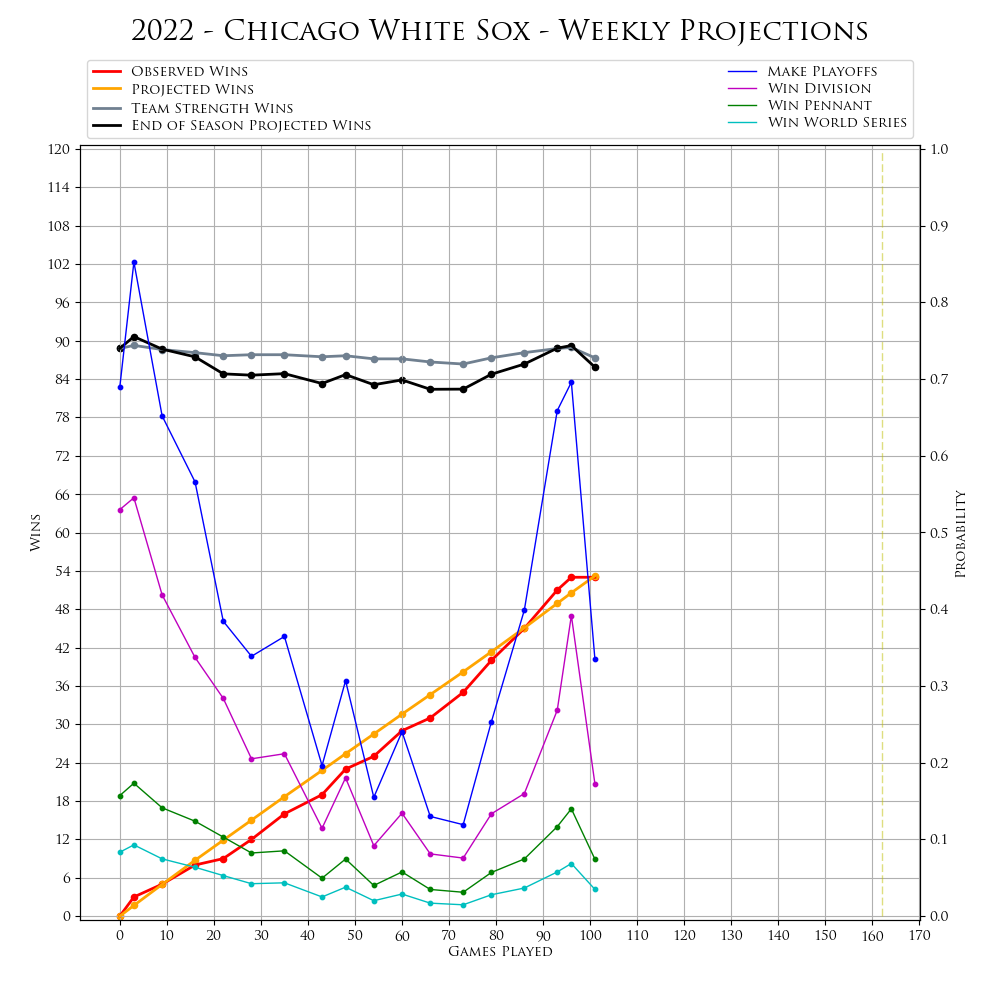 2022 - Chicago White Sox - Weekly Projections
Observed Wins
Projected Wins
Team Strength Wins
End of Season Projected Wins
Make Playoffs
Win Division
Win Pennant
Win World Series
120
114
108
102
96
90
84
78
72
66
60
54
48
42
36
30
24
18
12
6
0
Wins
1.0
0.9
0.8
0.7
0.6
0.5
0.4
0.3
0.2
0.1
0.0
Probability
0 10 20 30 40 50 60 70 80 90 100 110 120 130 140 150 160 170
Games Played